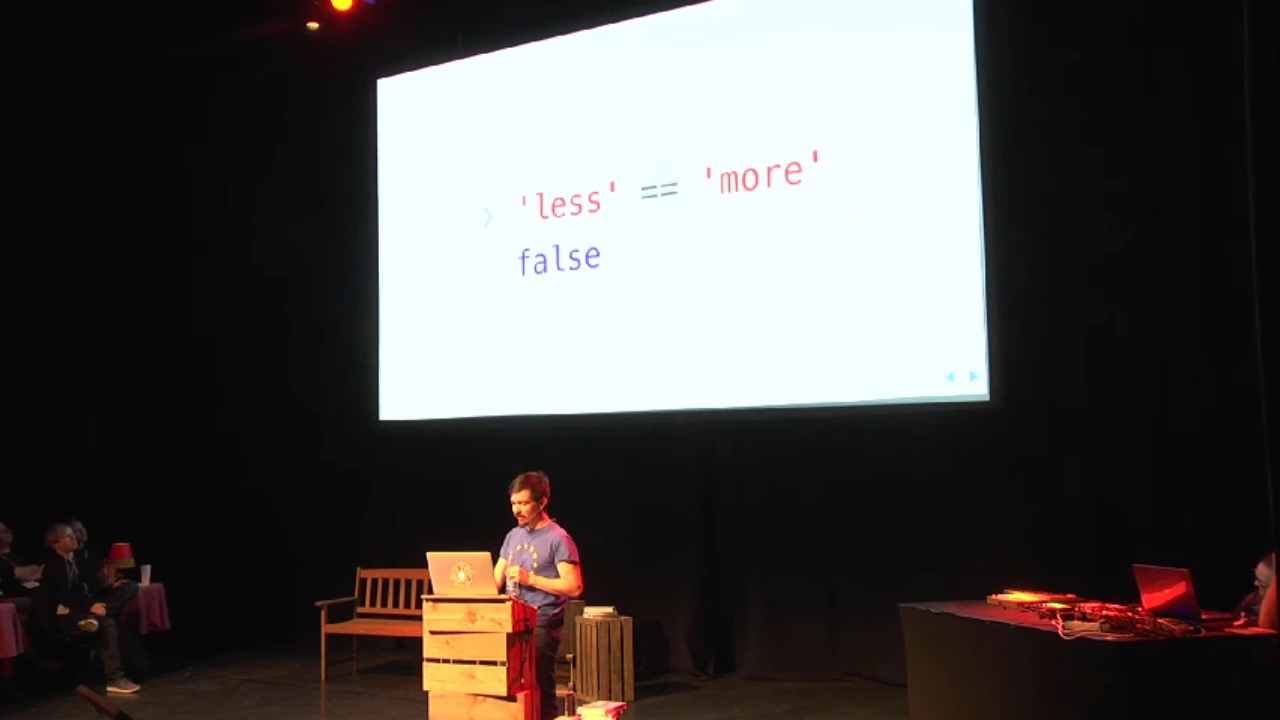 › 'less' == 'more'
false